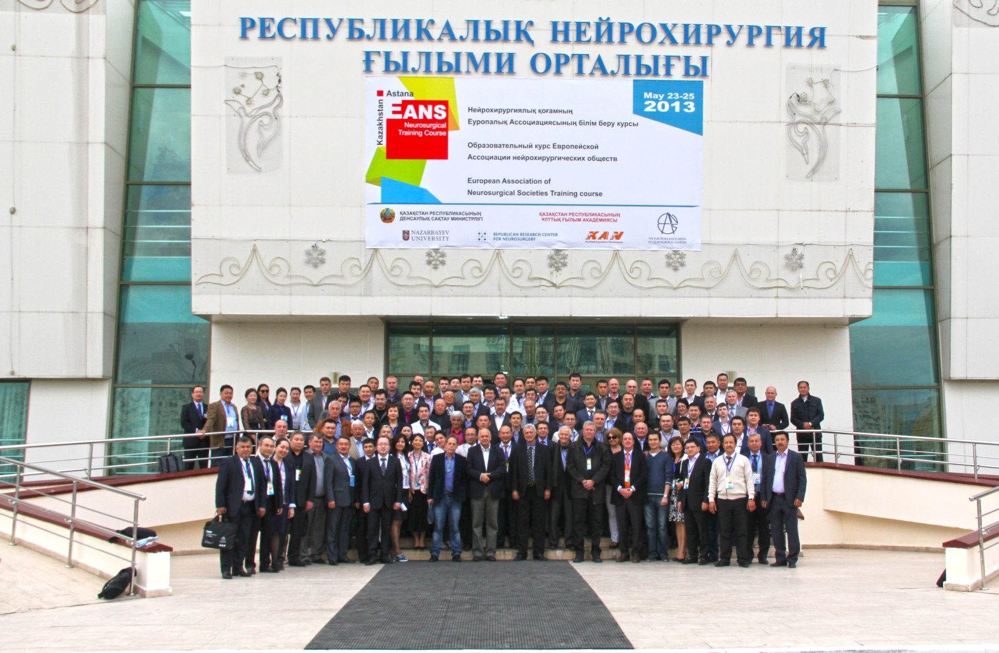 РЕСПУБЛИКАЛЫҚ НЕЙРОХИРУРГИЯ
ҒЫЛЫМИ ОРТАЛЫҒЫ
Astana
Kazakhstan
EANS
Neurosurgical
Training Course
May 23-25
2013
Нейрохирургиялық қоғамның
Еуропалық Ассоциациясының білім беру курсы
Образовательный курс Европейской
Ассоциации нейрохирургических обществ
European Association of
Neurosurgical Societies Training course
ҚАЗАҚСТАН РЕСПУБЛИКАСЫНЫҢ
ДЕНСАУЛЫҚ САҚТАУ МИНИСТРЛІГІ
ҚАЗАҚСТАН РЕСПУБЛИКАСЫНЫҢ
ҰЛТТЫҚ ҒЫЛЫМ АКАДЕМИЯСЫ
NAZARBAYEV
UNIVERSITY
REPUBLICAN RESEARCH CENTER
FOR NEUROSURGERY
KAN
THE EUROPEAN ASSOCIATION
OF NEUROSURGICAL SOCIETIES